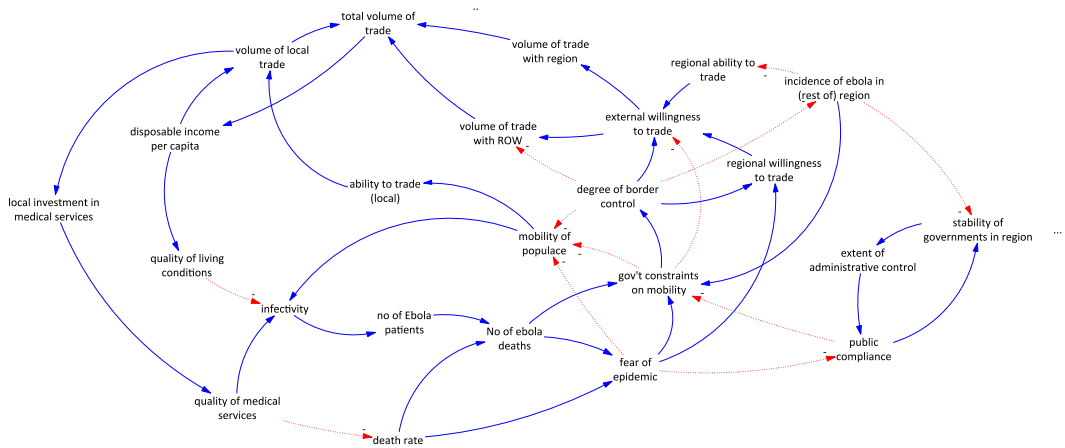 ..
total volume of
trade
volume of local
trade
volume of trade
with region
regional ability to
trade
-
incidence of ebola in
(rest of) region
-
disposable income
per capita
volume of trade
with ROW
-
external willingness
to trade
-
regional willingness
to trade
ability to trade
(local)
degree of border
control
local investment in
medical services
-
stability of
governments in region
...
-
mobility of
populace
-
-
quality of living
conditions
extent of
administrative control
gov't constraints
on mobility
-
-
infectivity
no of Ebola
patients
No of ebola
deaths
public
compliance
-
fear of
epidemic
quality of medical
services
-
death rate